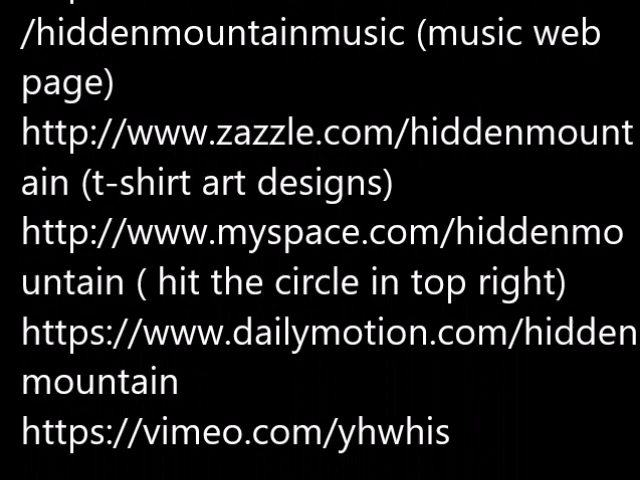 /hiddenmountainmusic (music web
page)
http://www.zazzle.com/hiddenmount
ain (t-shirt art designs)
http://www.myspace.com/hiddenmo
untain ( hit the circle in top right)
https://www.dailymotion.com/hidden
mountain
https://vimeo.com/yhwhis